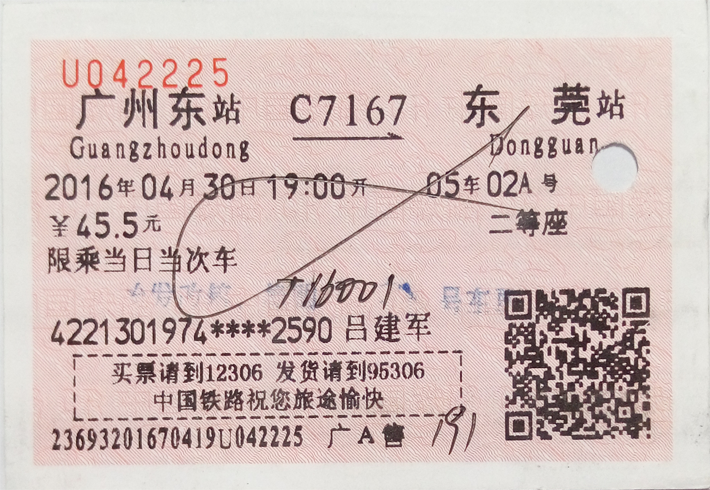 U042225
广州东站 C7167 东莞站
Guangzhoudong Dongguan
2016年04月30日 19:00开 05车02A号
￥45.5元 二等座
限乘当日当次车
T16001
4221301974****2590 吕建军
买票请到12306 发货请到95306
中国铁路祝您旅途愉快
23693201670419U042225 广A售 191